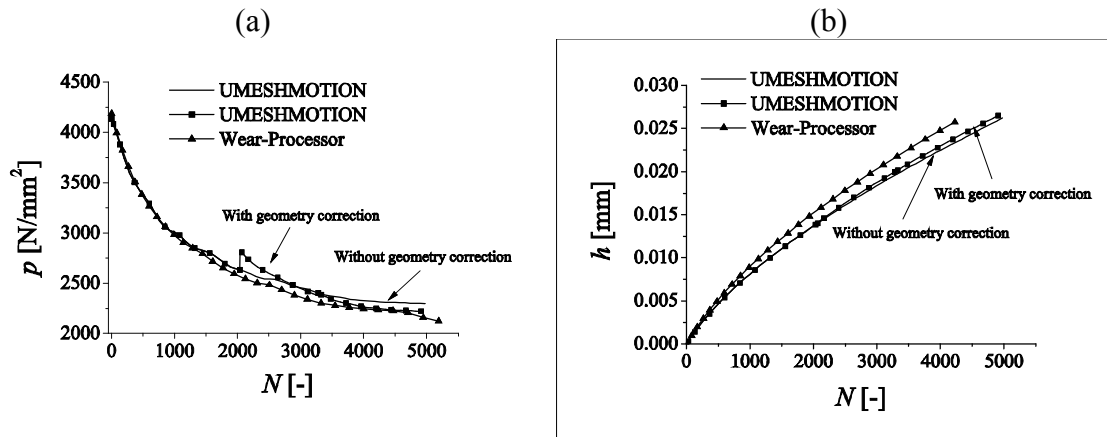 (a)
(b)
4500
4000
3500
3000
2500
2000
p [N/mm²]
UMESHMOTION
UMESHMOTION
Wear-Processor
With geometry correction
Without geometry correction
0 1000 2000 3000 4000 5000
N [-]
0.030
0.025
0.020
0.015
0.010
0.005
0.000
h [mm]
UMESHMOTION
UMESHMOTION
Wear-Processor
With geometry correction
Without geometry correction
0 1000 2000 3000 4000 5000
N [-]